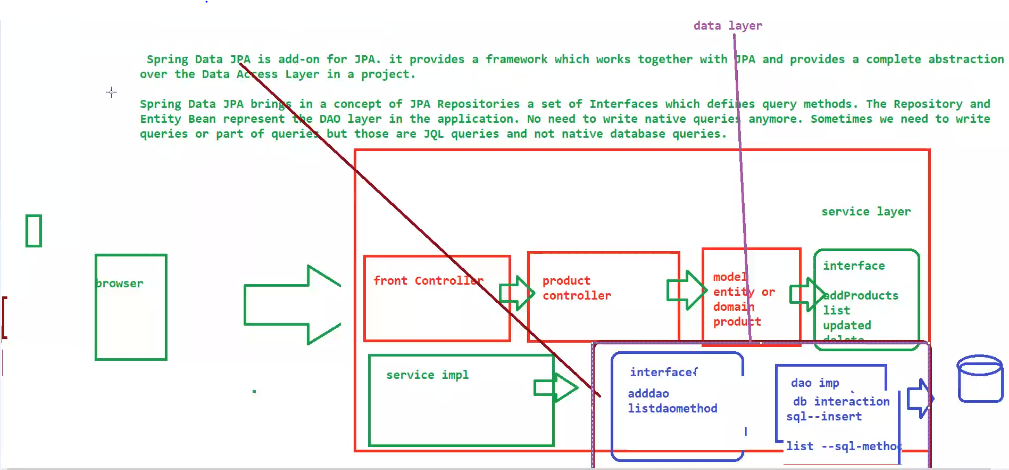 data layer
Spring Data JPA is add-on for JPA. it provides a framework which works together with JPA and provides a complete abstraction
over the Data Access Layer in a project.
Spring Data JPA brings in a concept of JPA Repositories a set of Interfaces which defines query methods. The Repository and
Entity Bean represent the DAO layer in the application. No need to write native queries anymore. Sometimes we need to write
queries or part of queries but those are JQL queries and not native database queries.
service layer
browser
front Controller
product
controller
model
entity or
domain
product
interface
addProducts
list
updated
delete
service impl
interface{
adddao
listdaomethod
dao imp
db interaction
sql--insert
list --sql-method